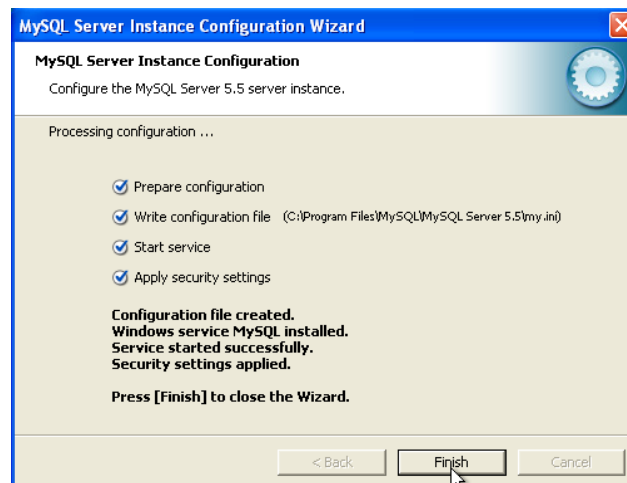 MySQL Server Instance Configuration Wizard
MySQL Server Instance Configuration
Configure the MySQL Server 5.5 server instance.
Processing configuration ...
Prepare configuration
Write configuration file (C:\Program Files\MySQL\MySQL Server 5.5\my.ini)
Start service
Apply security settings
Configuration file created.
Windows service MySQL installed.
Service started successfully.
Security settings applied.
Press [Finish] to close the Wizard.
< Back Finish Cancel